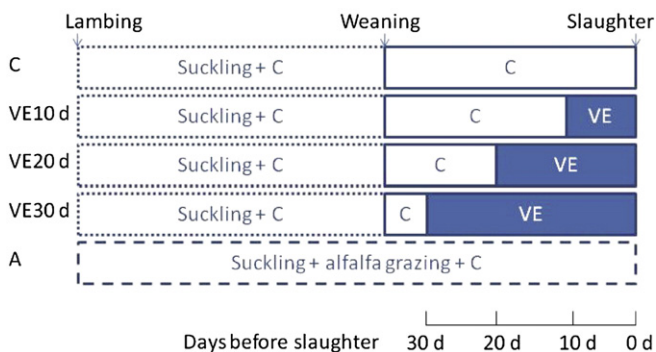 Lambing Weaning Slaughter
C Suckling + C C
VE10 d Suckling + C C VE
VE20 d Suckling + C C VE
VE30 d Suckling + C C VE
A Suckling + alfalfa grazing + C
Days before slaughter 30 d 20 d 10 d 0 d